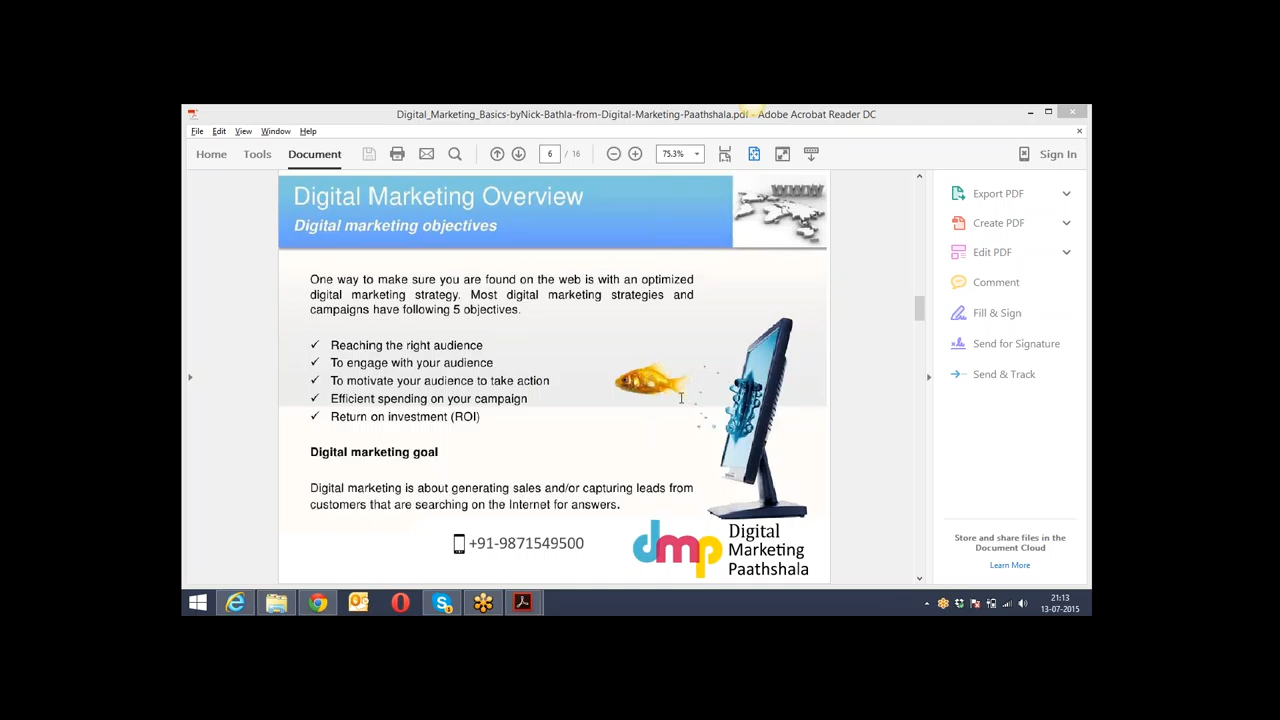 Digital_Marketing_Basics-byNick-Bathla-from-Digital-Marketing-Paathshala.pdf - Adobe Acrobat Reader DC
File Edit View Window Help
Home Tools Document 6 / 16 75.3% Sign In
Digital Marketing Overview
Digital marketing objectives
WWW
One way to make sure you are found on the web is with an optimized
digital marketing strategy. Most digital marketing strategies and
campaigns have following 5 objectives.
✓ Reaching the right audience
✓ To engage with your audience
✓ To motivate your audience to take action
✓ Efficient spending on your campaign
✓ Return on investment (ROI)
Digital marketing goal
Digital marketing is about generating sales and/or capturing leads from
customers that are searching on the Internet for answers.
+91-9871549500
dmp
Digital
Marketing
Paathshala
Export PDF
Create PDF
Edit PDF
Comment
Fill & Sign
Send for Signature
Send & Track
Store and share files in the
Document Cloud
Learn More
21:13
13-07-2015